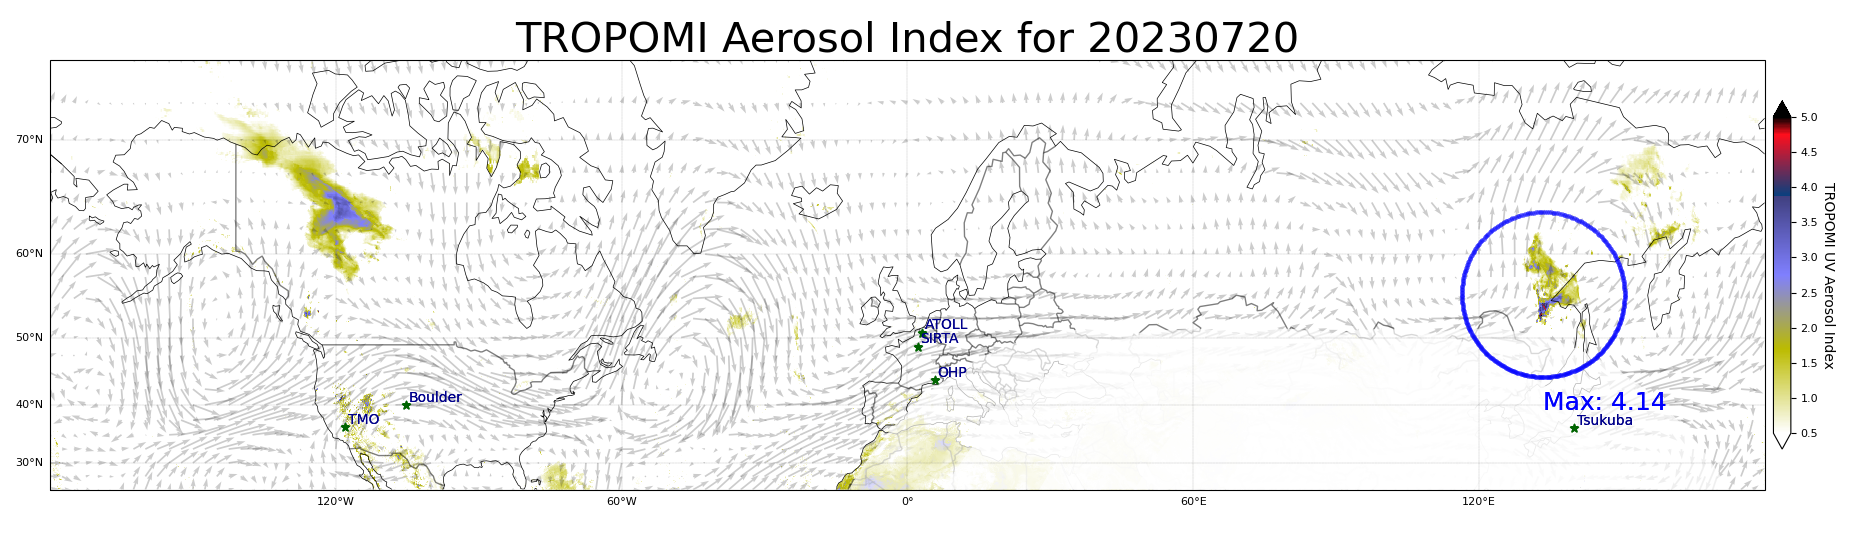 TROPOMI Aerosol Index for 20230720
70°N
60°N
50°N
40°N
30°N
120°W
60°W
0°
60°E
120°E
ATOLL
SIRTA
OHP
Boulder
TMO
Max: 4.14
Tsukuba
5.0
4.5
4.0
3.5
3.0
2.5
2.0
1.5
1.0
0.5
TROPOMI UV Aerosol Index